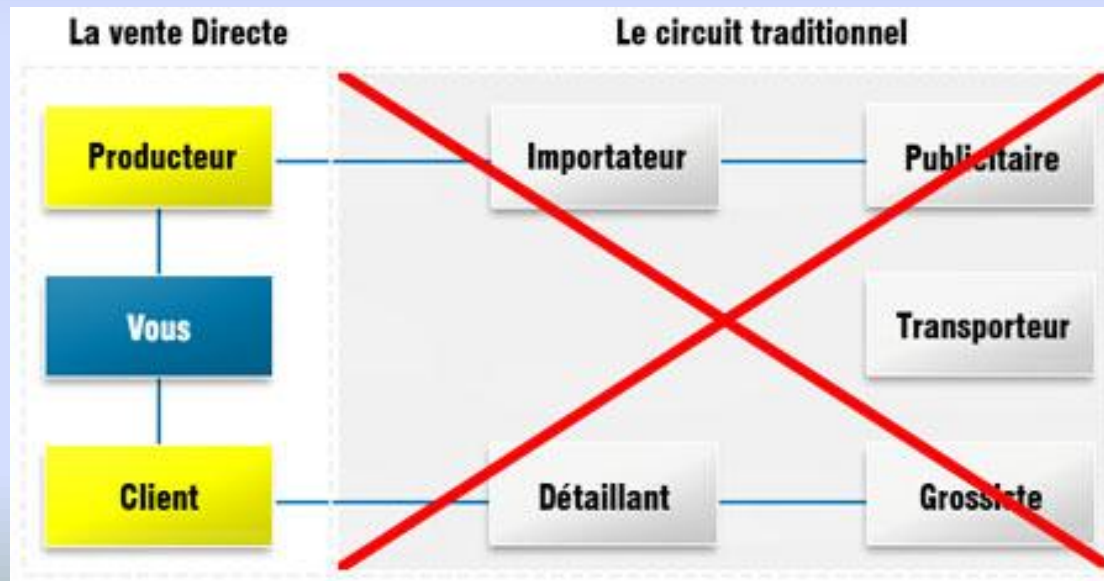 La vente Directe
Le circuit traditionnel
Producteur
Importateur
Publicitaire
Vous
Transporteur
Client
Détaillant
Grossiste